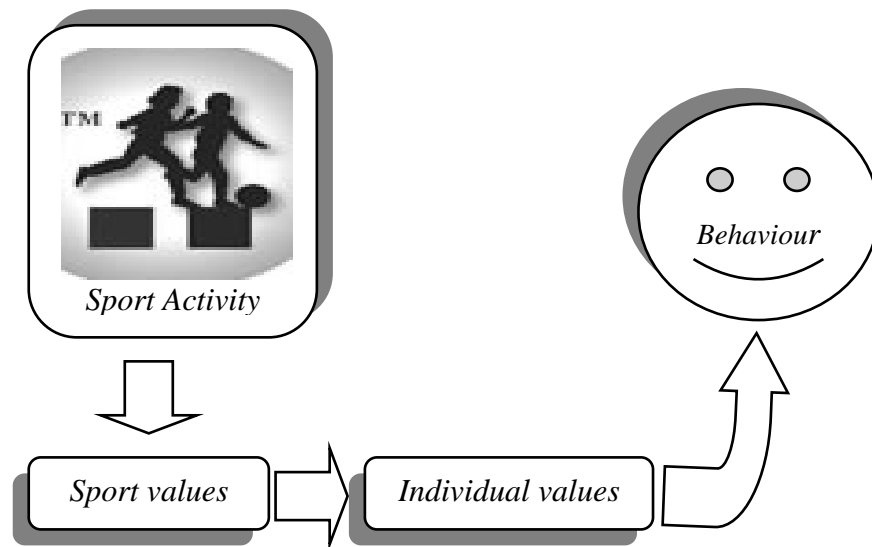 TM
Sport Activity
Behaviour
Sport values
Individual values